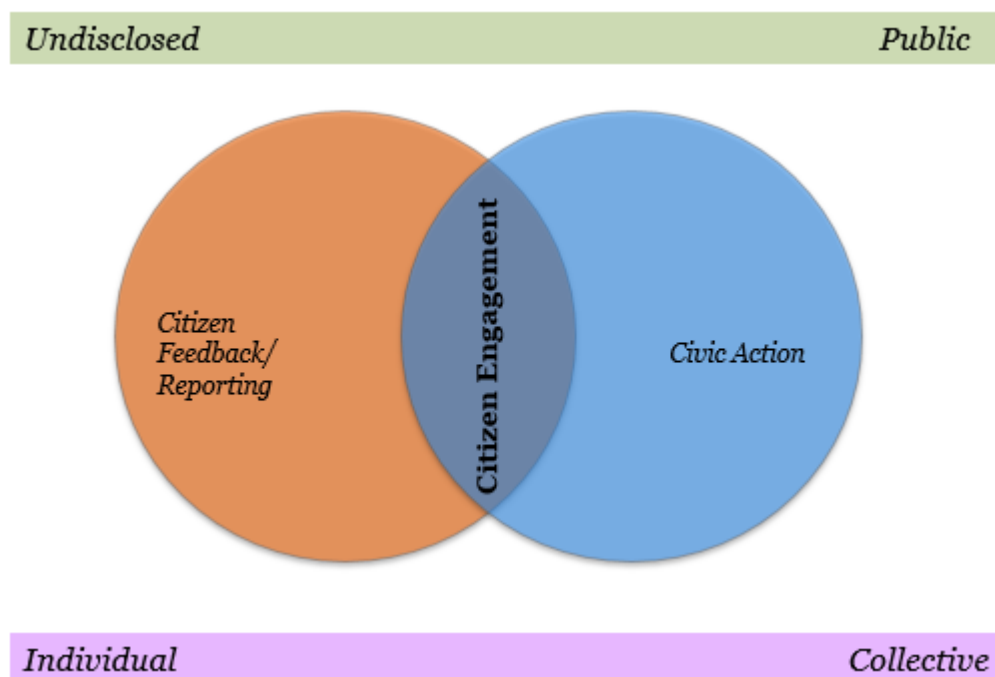 Undisclosed Public
Citizen
Feedback/
Reporting
Citizen Engagement
Civic Action
Individual Collective